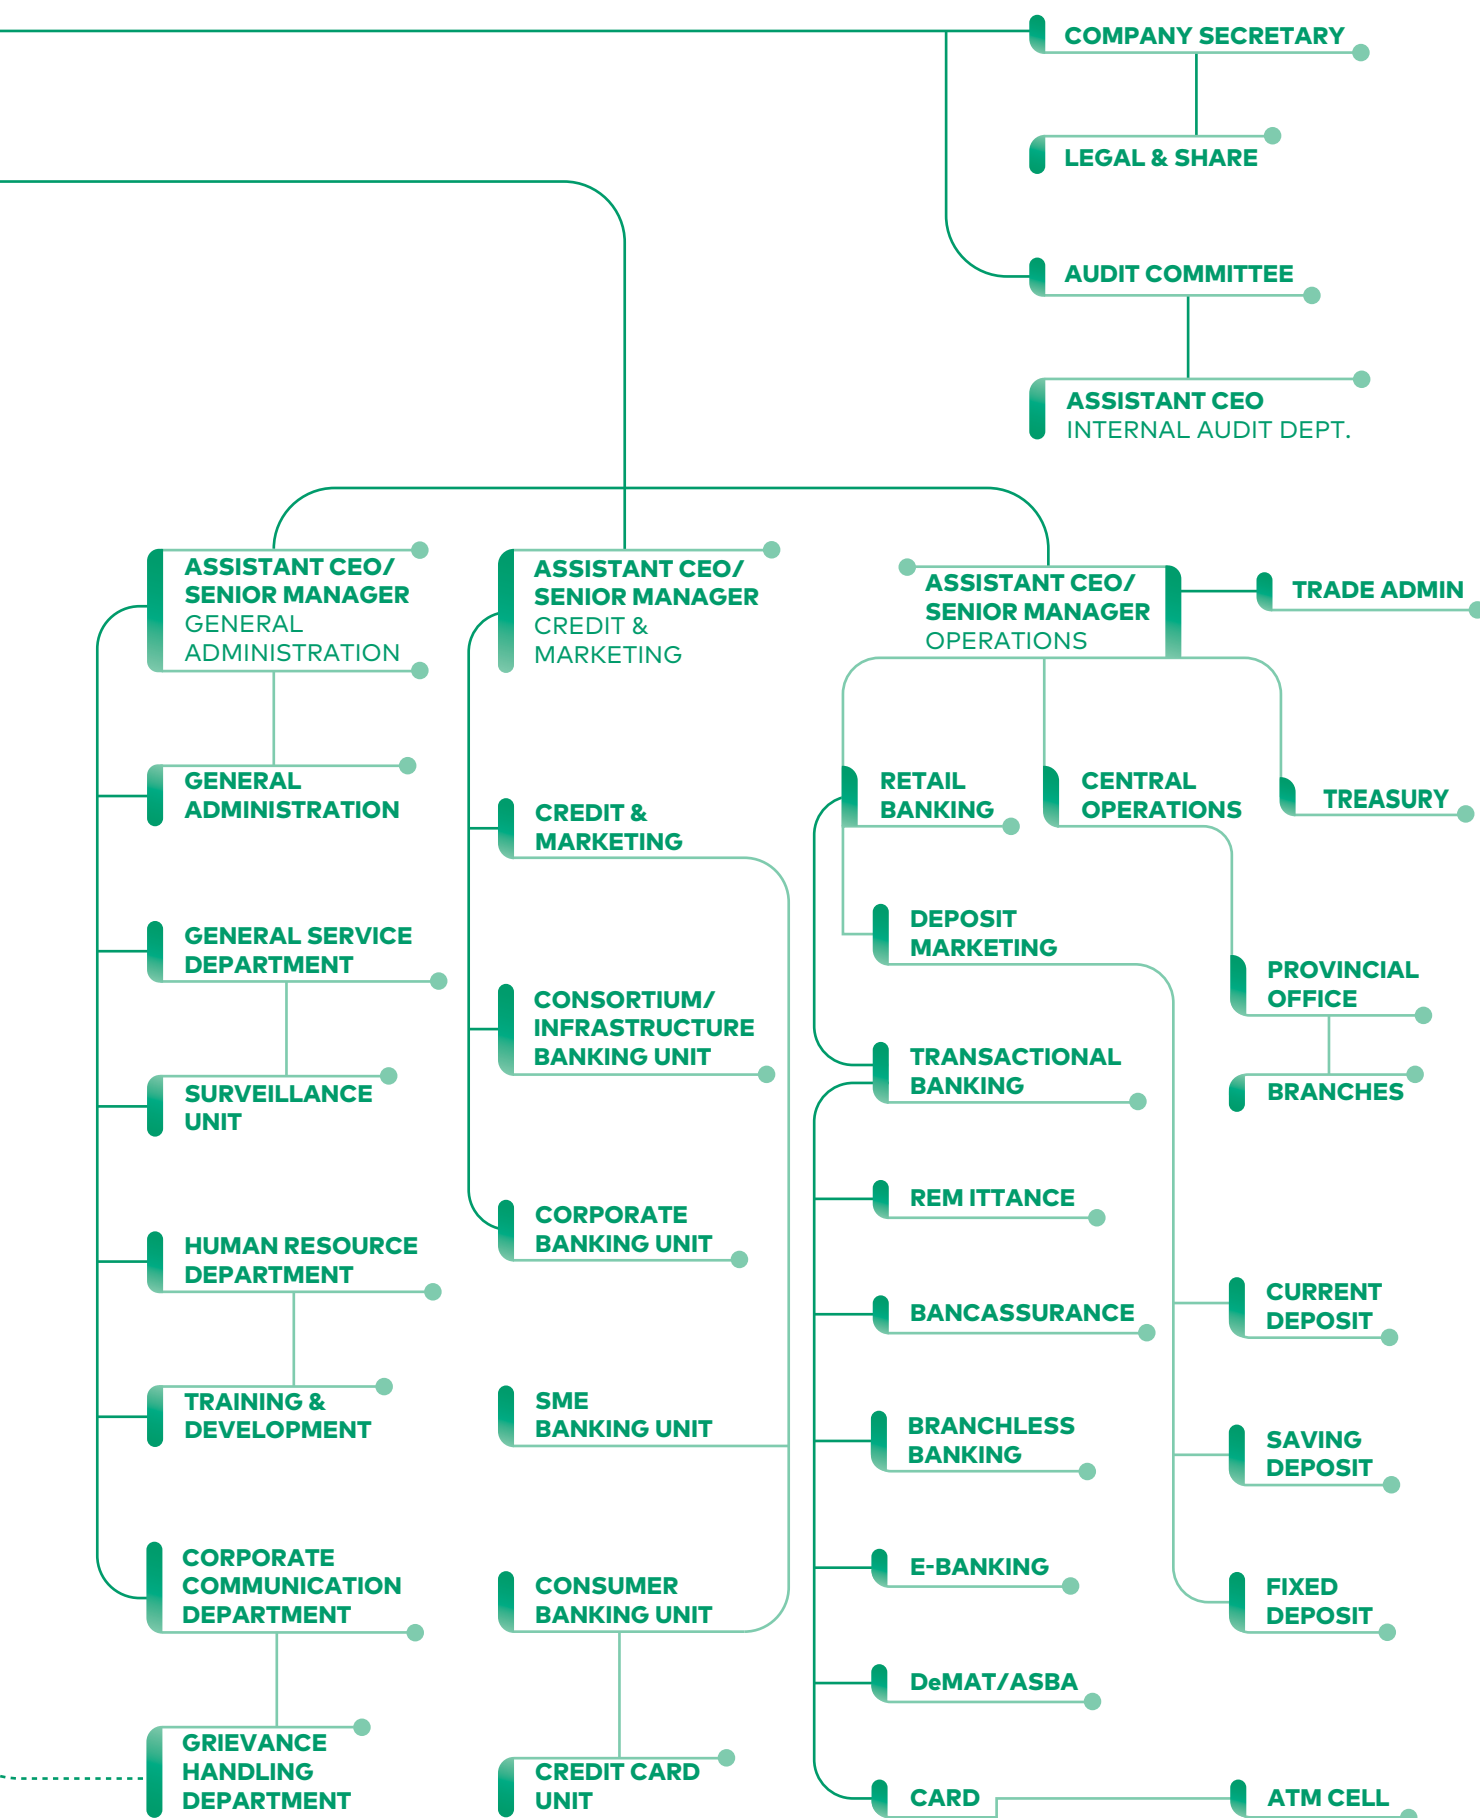 COMPANY SECRETARY
LEGAL & SHARE
AUDIT COMMITTEE
ASSISTANT CEO
INTERNAL AUDIT DEPT.
ASSISTANT CEO/
SENIOR MANAGER
GENERAL
ADMINISTRATION
GENERAL
ADMINISTRATION
GENERAL SERVICE
DEPARTMENT
SURVEILLANCE
UNIT
HUMAN RESOURCE
DEPARTMENT
TRAINING &
DEVELOPMENT
CORPORATE
COMMUNICATION
DEPARTMENT
GRIEVANCE
HANDLING
DEPARTMENT
ASSISTANT CEO/
SENIOR MANAGER
CREDIT &
MARKETING
CREDIT &
MARKETING
CONSORTIUM/
INFRASTRUCTURE
BANKING UNIT
CORPORATE
BANKING UNIT
SME
BANKING UNIT
CONSUMER
BANKING UNIT
CREDIT CARD
UNIT
ASSISTANT CEO/
SENIOR MANAGER
OPERATIONS
TRADE ADMIN
RETAIL
BANKING
CENTRAL
OPERATIONS
TREASURY
DEPOSIT
MARKETING
PROVINCIAL
OFFICE
BRANCHES
TRANSACTIONAL
BANKING
REM ITTANCE
BANCASSURANCE
BRANCHLESS
BANKING
E-BANKING
DeMAT/ASBA
CARD
CURRENT
DEPOSIT
SAVING
DEPOSIT
FIXED
DEPOSIT
ATM CELL